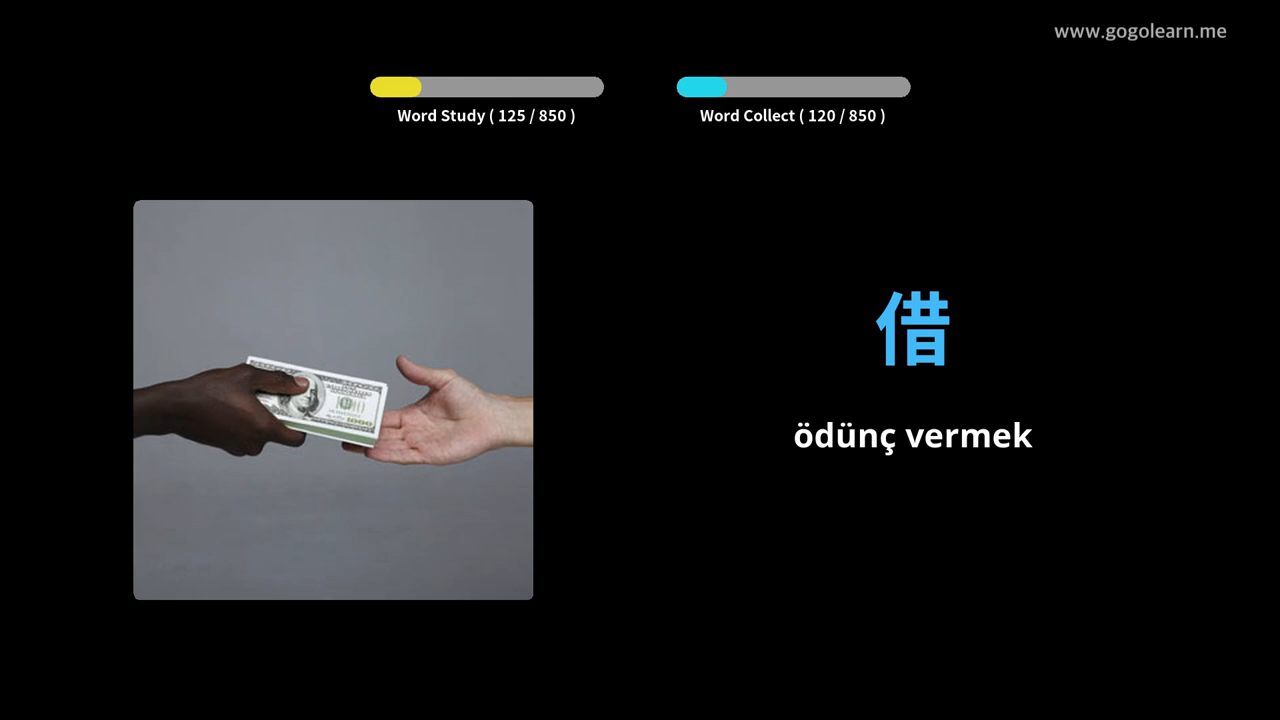 www.gogolearn.me
Word Study ( 125 / 850 )
Word Collect ( 120 / 850 )
借
ödünç vermek